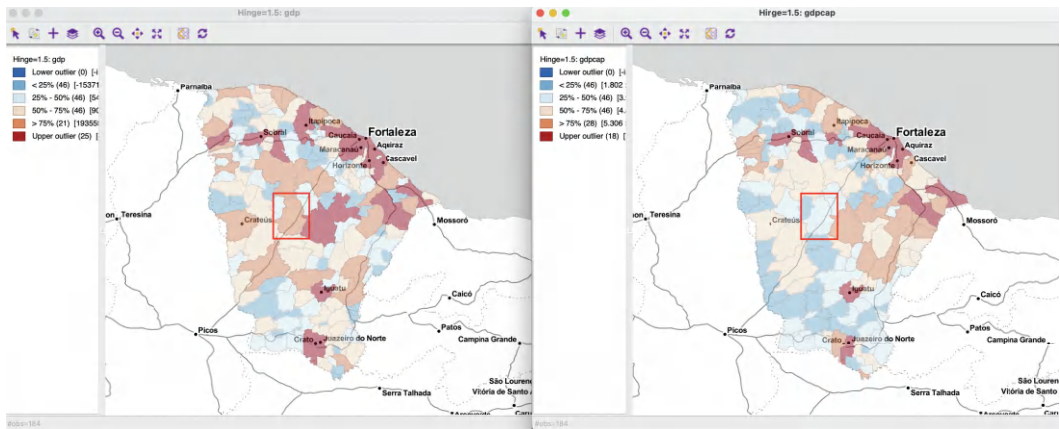 Hinge=1.5: gdp
Hinge=1.5: gdp
Lower outlier (0) [-i
< 25% (46) [-15371
25% - 50% (46) [54
50% - 75% (46) [90
> 75% (21) [19355
Upper outlier (25) [
Parnaíba
Itapipoca
Sobral
Caucaia
Fortaleza
Maracanaú
Aquiraz
Horizonte
Cascavel
on
Teresina
Crateús
Mossoró
Iguatu
Caicó
Picos
Patos
Crato
Juazeiro do Norte
Campina Grande
São Louren
Vitória de Santo
Serra Talhada
#obs=184
Hinge=1.5: gdpcap
Hinge=1.5: gdpcap
Lower outlier (0) [-i
< 25% (46) [1.802
25% - 50% (46) [3.
50% - 75% (46) [4.
> 75% (28) [5.306
Upper outlier (18) [
Parnaíba
Itapipoca
Sobral
Caucaia
Fortaleza
Maracanaú
Aquiraz
Horizonte
Cascavel
on
Teresina
Crateús
Mossoró
Iguatu
Caicó
Picos
Patos
Crato
Juazeiro do Norte
Campina Grande
São Louren
Vitória de Santo
Serra Talhada
#obs=184